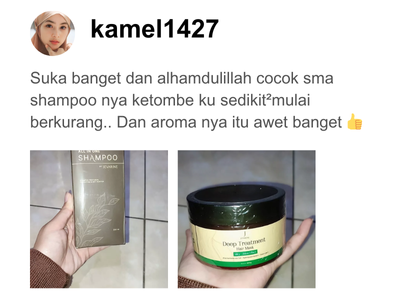 kamel1427
Suka banget dan alhamdulillah cocok sma
shampoo nya ketombe ku sedikit²mulai
berkurang.. Dan aroma nya itu awet banget 👍
SHAMPOO
Deep Treatment
Hair Mask